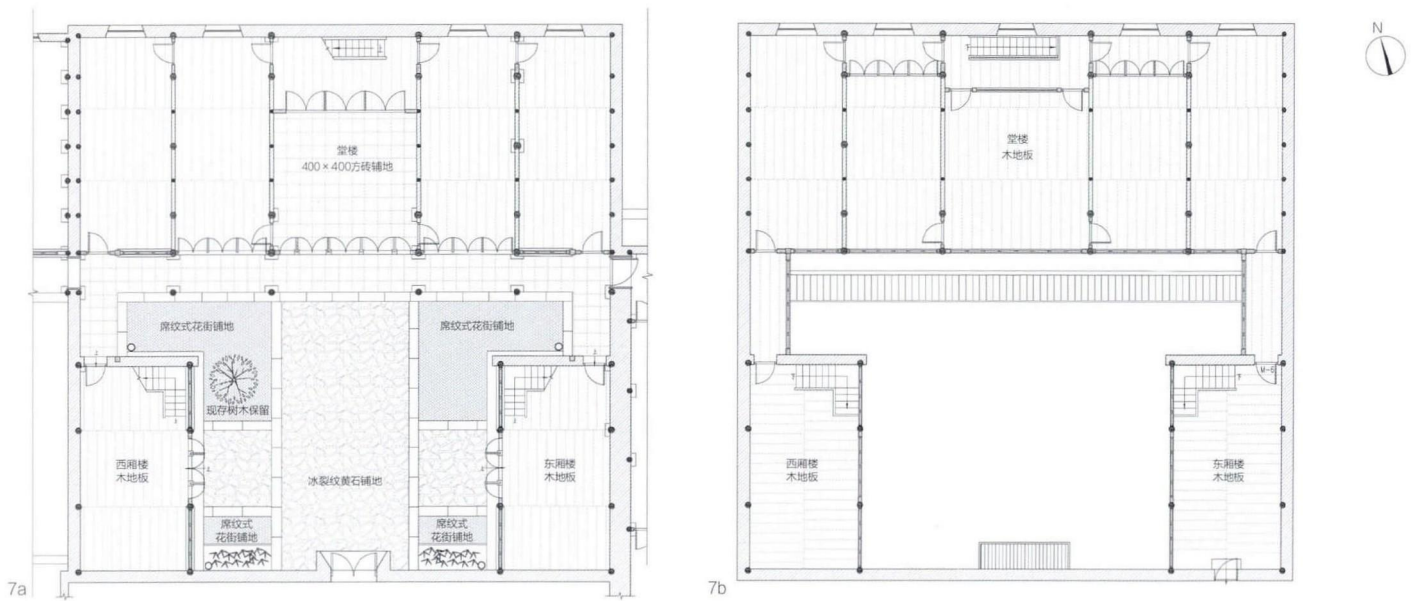 N
堂楼
400×400方砖铺地
席纹式花街铺地
席纹式花街铺地
现存树木保留
西厢楼
木地板
冰裂纹黄石铺地
东厢楼
木地板
席纹式
花街铺地
席纹式
花街铺地
7a
堂楼
木地板
下
下
下
M-6
西厢楼
木地板
东厢楼
木地板
7b